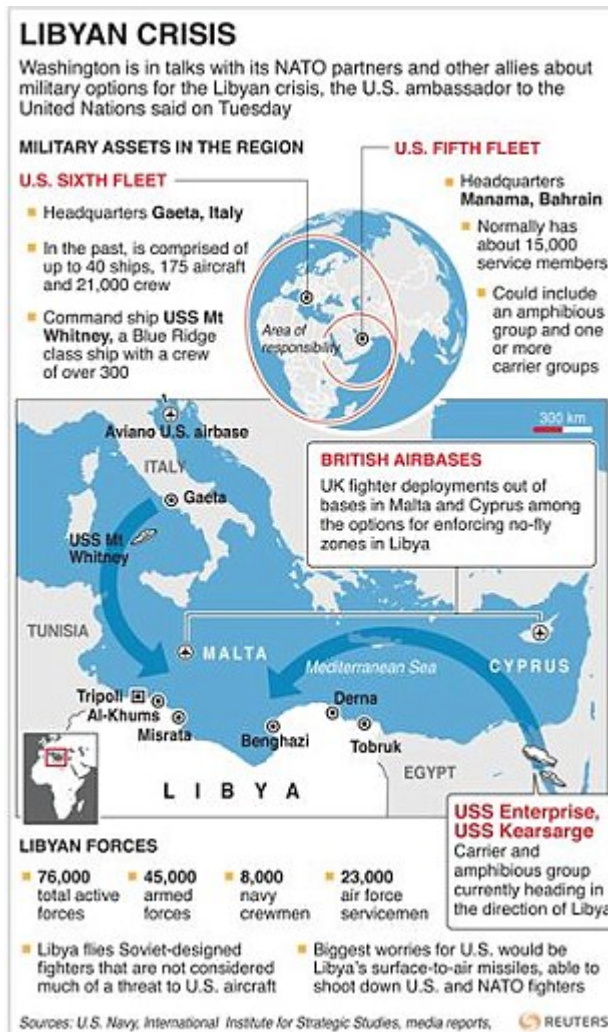 LIBYAN CRISIS
Washington is in talks with its NATO partners and other allies about
military options for the Libyan crisis, the U.S. ambassador to the
United Nations said on Tuesday
MILITARY ASSETS IN THE REGION
U.S. SIXTH FLEET
Headquarters Gaeta, Italy
In the past, is comprised of
up to 40 ships, 175 aircraft
and 21,000 crew
Command ship USS Mt
Whitney, a Blue Ridge
class ship with a crew
of over 300
U.S. FIFTH FLEET
Headquarters
Manama, Bahrain
Normally has
about 15,000
service members
Could include
an amphibious
group and one
or more
carrier groups
Area of
responsibility
300 km
Aviano U.S. airbase
ITALY
Gaeta
USS Mt
Whitney
BRITISH AIRBASES
UK fighter deployments out of
bases in Malta and Cyprus among
the options for enforcing no-fly
zones in Libya
TUNISIA
MALTA
Mediterranean Sea
CYPRUS
Tripoli
Al-Khums
Misrata
Benghazi
Derna
Tobruk
EGYPT
LIBYA
USS Enterprise,
USS Kearsarge
Carrier and
amphibious group
currently heading in
the direction of Libya
LIBYAN FORCES
76,000
total active
forces
45,000
armed
forces
8,000
navy
crewmen
23,000
air force
servicemen
Libya flies Soviet-designed
fighters that are not considered
much of a threat to U.S. aircraft
Biggest worries for U.S. would be
Libya's surface-to-air missiles, able to
shoot down U.S. and NATO fighters
Sources: U.S. Navy, International Institute for Strategic Studies, media reports,
REUTERS